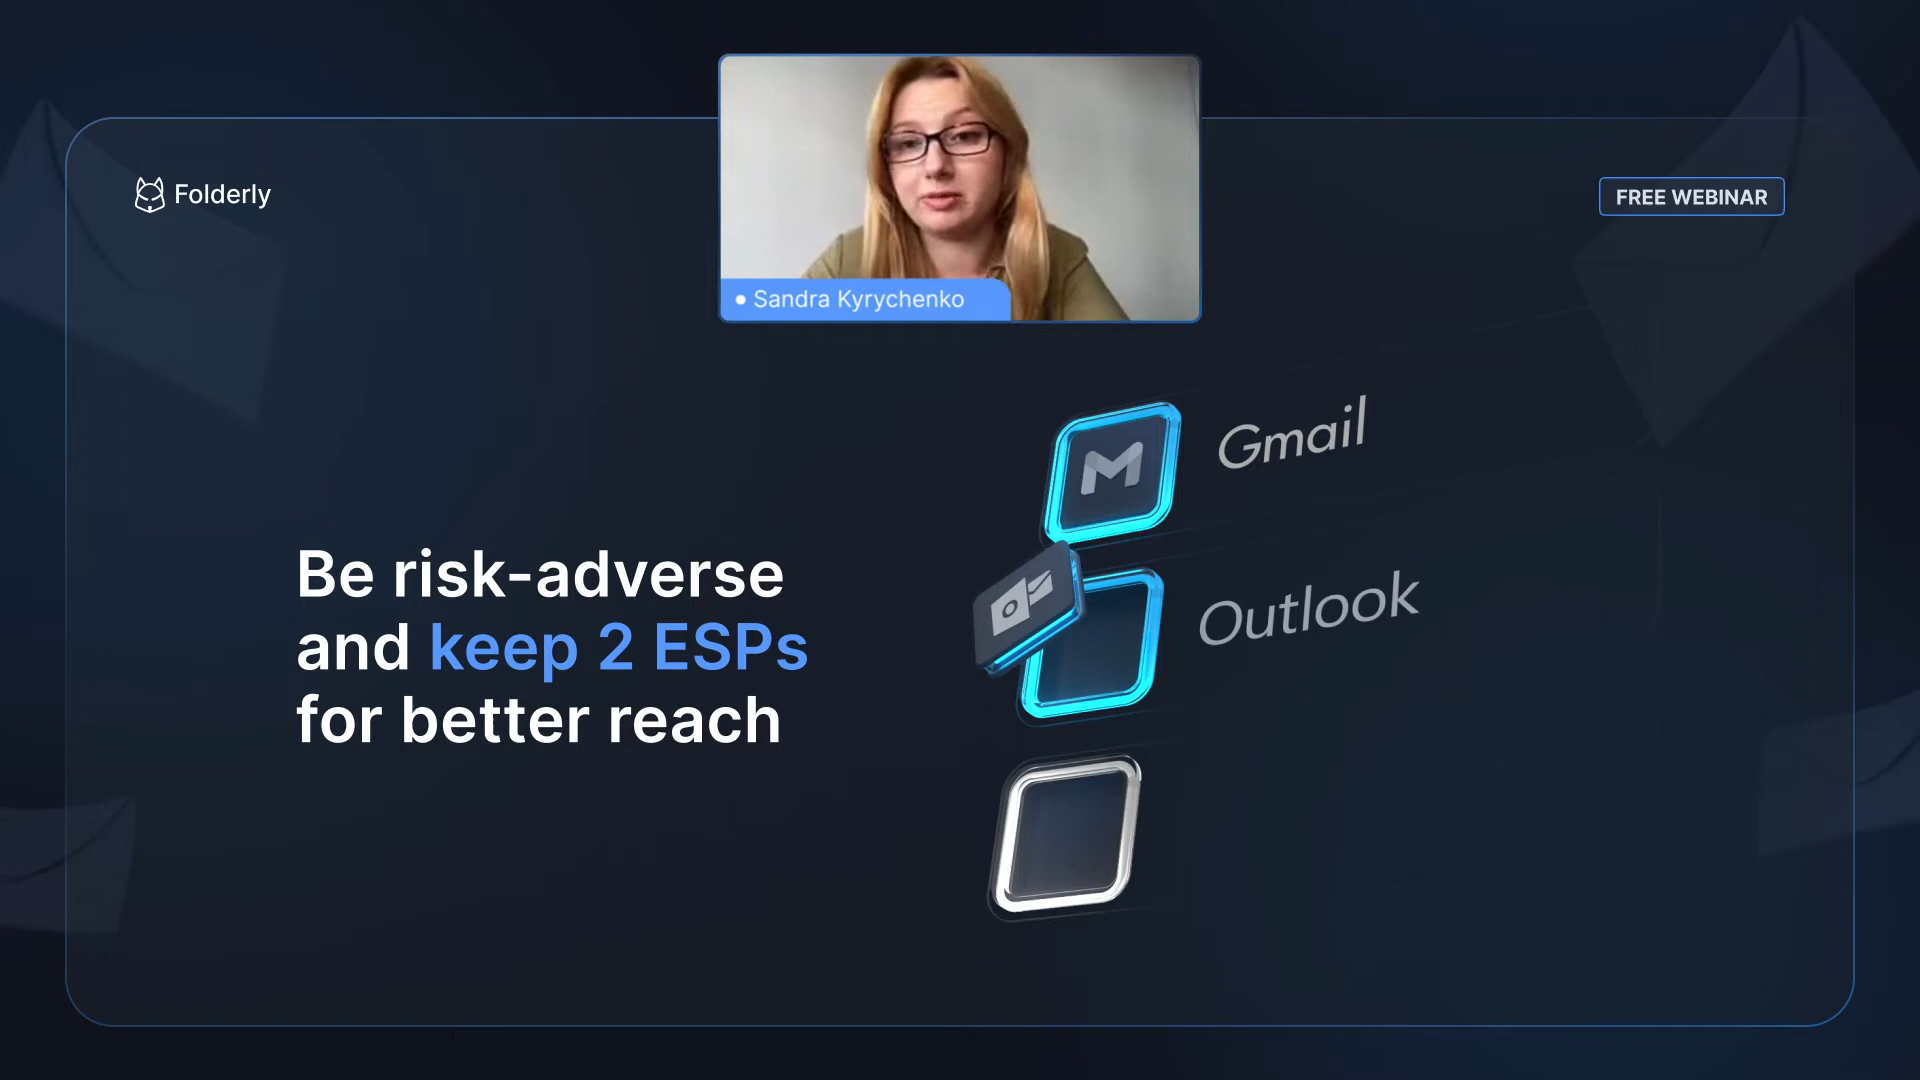 Folderly
FREE WEBINAR
Sandra Kyrychenko
Gmail
Outlook
Be risk-adverse
and keep 2 ESPs
for better reach